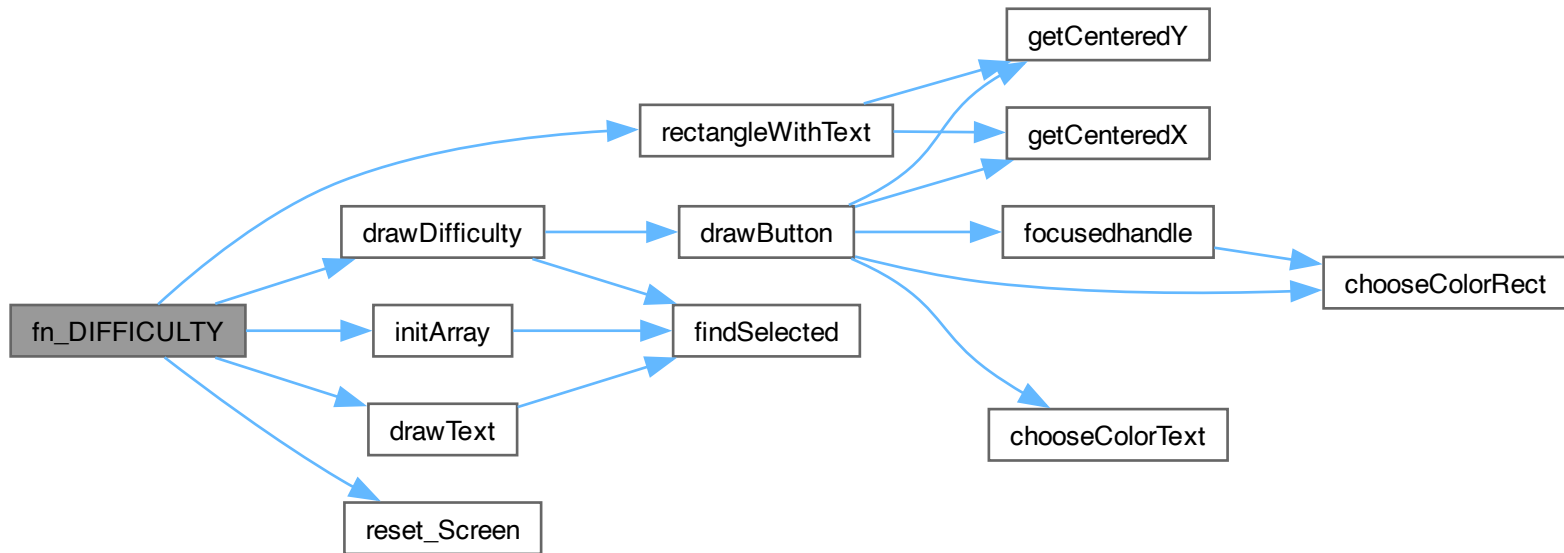 fn_DIFFICULTY
rectangleWithText
drawDifficulty
initArray
drawText
reset_Screen
drawButton
findSelected
getCenteredY
getCenteredX
focusedhandle
chooseColorText
chooseColorRect